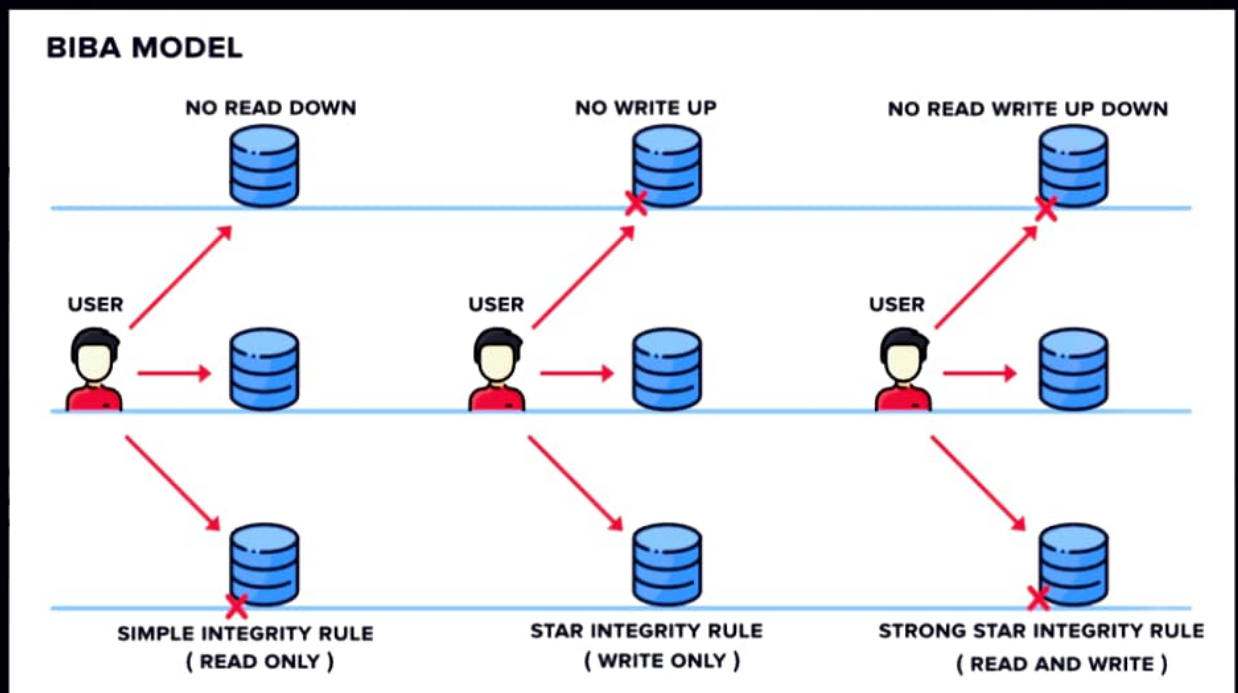 BIBA MODEL
NO READ DOWN
NO WRITE UP
NO READ WRITE UP DOWN
USER
USER
USER
SIMPLE INTEGRITY RULE
( READ ONLY )
STAR INTEGRITY RULE
( WRITE ONLY )
STRONG STAR INTEGRITY RULE
( READ AND WRITE )